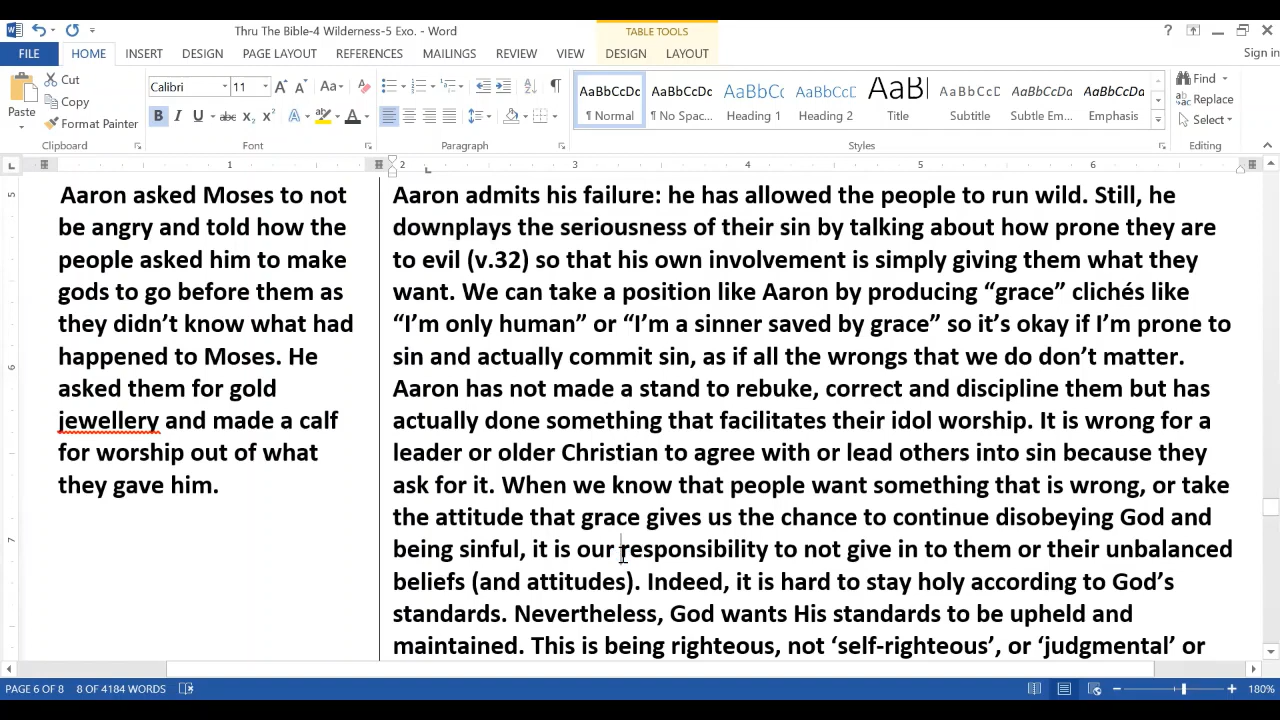 Thru The Bible-4 Wilderness-5 Exo. - Word
TABLE TOOLS
?
Sign in
FILE HOME INSERT DESIGN PAGE LAYOUT REFERENCES MAILINGS REVIEW VIEW DESIGN LAYOUT
Paste
Cut
Copy
Format Painter
Clipboard
Calibri 11
Aa
B I U abc x₂ x²
A
Font
Paragraph
AaBbCcDc AaBbCcDc AaBbCc AaBbCcD AaBl AaBbCcD AaBbCcDa AaBbCcDa
¶ Normal ¶ No Spac... Heading 1 Heading 2 Title Subtitle Subtle Em... Emphasis
Styles
Find
Replace
Select
Editing
1 2 3 4 5 6
5
6
7
Aaron asked Moses to not
be angry and told how the
people asked him to make
gods to go before them as
they didn’t know what had
happened to Moses. He
asked them for gold
jewellery and made a calf
for worship out of what
they gave him.
Aaron admits his failure: he has allowed the people to run wild. Still, he
downplays the seriousness of their sin by talking about how prone they are
to evil (v.32) so that his own involvement is simply giving them what they
want. We can take a position like Aaron by producing “grace” clichés like
“I’m only human” or “I’m a sinner saved by grace” so it’s okay if I’m prone to
sin and actually commit sin, as if all the wrongs that we do don’t matter.
Aaron has not made a stand to rebuke, correct and discipline them but has
actually done something that facilitates their idol worship. It is wrong for a
leader or older Christian to agree with or lead others into sin because they
ask for it. When we know that people want something that is wrong, or take
the attitude that grace gives us the chance to continue disobeying God and
being sinful, it is our responsibility to not give in to them or their unbalanced
beliefs (and attitudes). Indeed, it is hard to stay holy according to God’s
standards. Nevertheless, God wants His standards to be upheld and
maintained. This is being righteous, not ‘self-righteous’, or ‘judgmental’ or
PAGE 6 OF 8 8 OF 4184 WORDS
180%